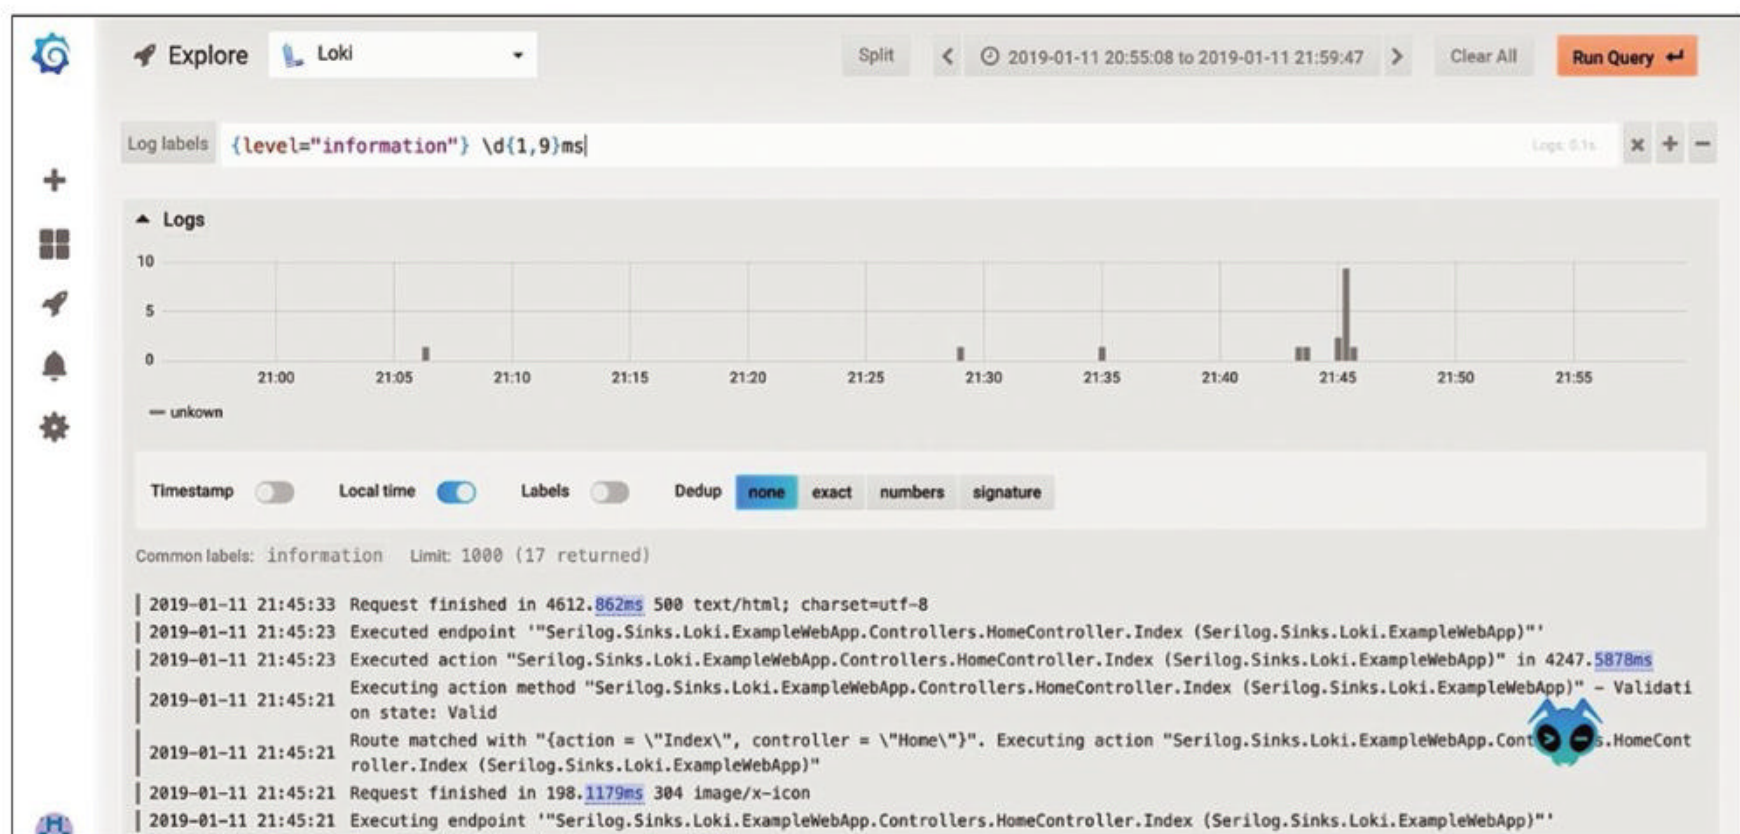 Explore Loki Split 2019-01-11 20:55:08 to 2019-01-11 21:59:47 Clear All Run Query
Log labels {level="information"} \d{1,9}ms Logs: 0.1s
Logs
10
5
0
21:00 21:05 21:10 21:15 21:20 21:25 21:30 21:35 21:40 21:45 21:50 21:55
unkown
Timestamp Local time Labels Dedup none exact numbers signature
Common labels: information Limit: 1000 (17 returned)
2019-01-11 21:45:33 Request finished in 4612.862ms 500 text/html; charset=utf-8
2019-01-11 21:45:23 Executed endpoint '"Serilog.Sinks.Loki.ExampleWebApp.Controllers.HomeController.Index (Serilog.Sinks.Loki.ExampleWebApp)"'
2019-01-11 21:45:23 Executed action "Serilog.Sinks.Loki.ExampleWebApp.Controllers.HomeController.Index (Serilog.Sinks.Loki.ExampleWebApp)" in 4247.5878ms
2019-01-11 21:45:21 Executing action method "Serilog.Sinks.Loki.ExampleWebApp.Controllers.HomeController.Index (Serilog.Sinks.Loki.ExampleWebApp)" – Validati
on state: Valid
2019-01-11 21:45:21 Route matched with "{action = \"Index\", controller = \"Home\"}". Executing action "Serilog.Sinks.Loki.ExampleWebApp.Cont s.HomeCont
roller.Index (Serilog.Sinks.Loki.ExampleWebApp)"
2019-01-11 21:45:21 Request finished in 198.1179ms 304 image/x-icon
2019-01-11 21:45:21 Executing endpoint '"Serilog.Sinks.Loki.ExampleWebApp.Controllers.HomeController.Index (Serilog.Sinks.Loki.ExampleWebApp)"'